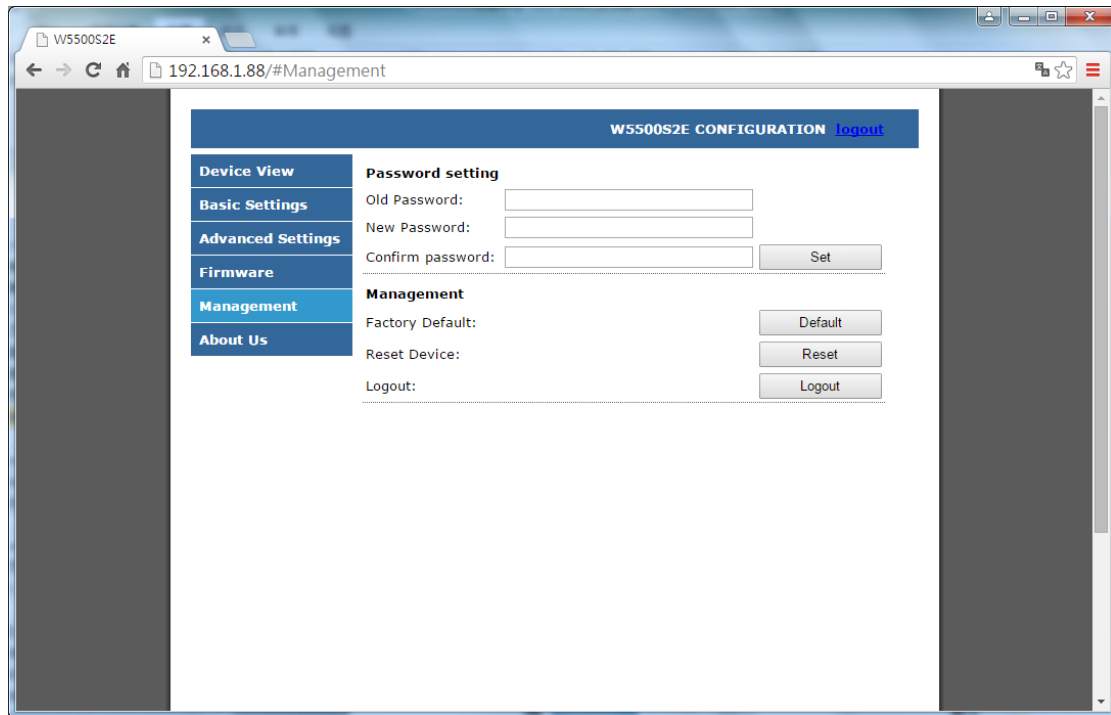 W5500S2E
192.168.1.88/#Management
W5500S2E CONFIGURATION logout
Device View
Basic Settings
Advanced Settings
Firmware
Management
About Us
Password setting
Old Password:
New Password:
Confirm password: Set
Management
Factory Default: Default
Reset Device: Reset
Logout: Logout